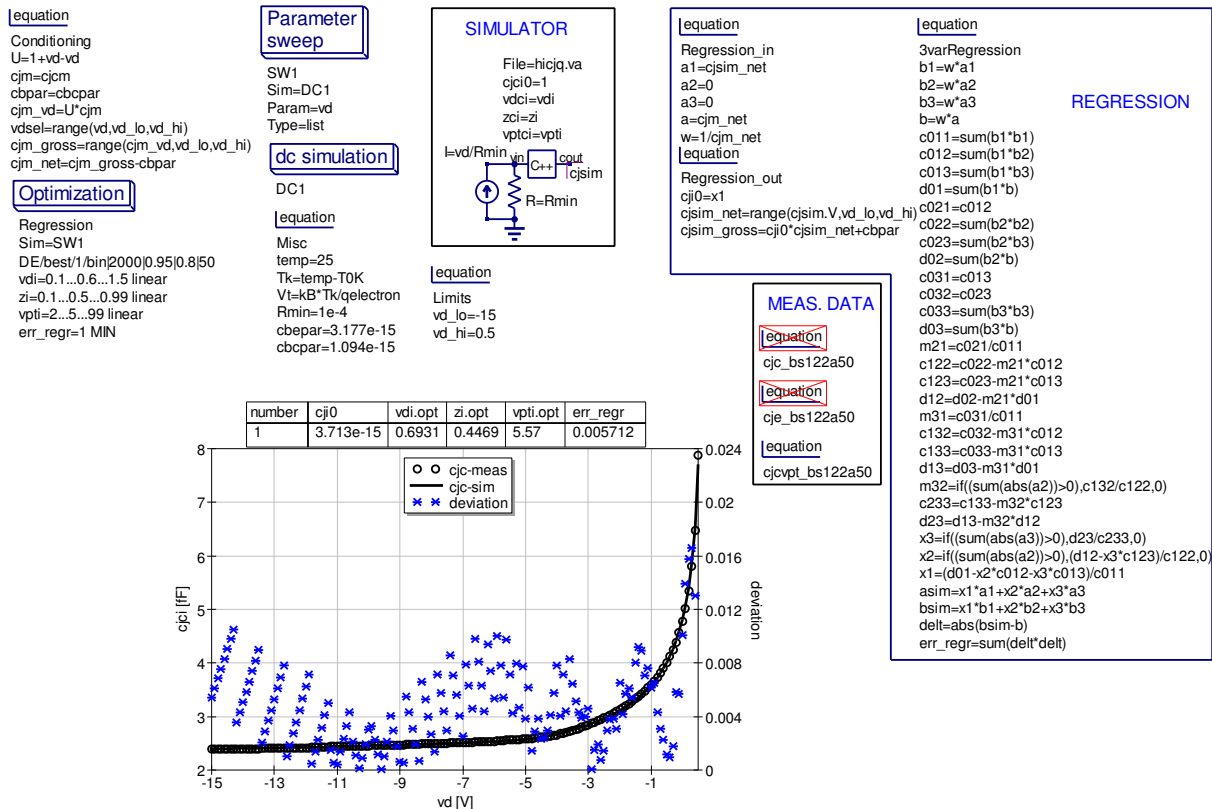 equation
Conditioning
U=1+vd-vd
cjm=cjcm
cbpar=cbcpar
cjm_vd=U*cjm
vdsel=range(vd,vd_lo,vd_hi)
cjm_gross=range(cjm_vd,vd_lo,vd_hi)
cjm_net=cjm_gross-cbpar
Optimization
Regression
Sim=SW1
DE/best/1/bin|2000|0.95|0.8|50
vdi=0.1...0.6...1.5 linear
zi=0.1...0.5...0.99 linear
vpti=2...5...99 linear
err_regr=1 MIN
Parameter
sweep
SW1
Sim=DC1
Param=vd
Type=list
dc simulation
DC1
equation
Misc
temp=25
Tk=temp-T0K
Vt=kB*Tk/qelectron
Rmin=1e-4
cbepar=3.177e-15
cbcpar=1.094e-15
SIMULATOR
File=hicjq.va
cjci0=1
vdci=vdi
zci=zi
vptci=vpti
I=vd/Rmin
vin
C++
cout
cjsim
R=Rmin
equation
Limits
vd_lo=-15
vd_hi=0.5
equation
Regression_in
a1=cjsim_net
a2=0
a3=0
a=cjm_net
w=1/cjm_net
equation
Regression_out
cji0=x1
cjsim_net=range(cjsim.V,vd_lo,vd_hi)
cjsim_gross=cji0*cjsim_net+cbpar
equation
3varRegression
b1=w*a1
b2=w*a2
b3=w*a3
b=w*a
c011=sum(b1*b1)
c012=sum(b1*b2)
c013=sum(b1*b3)
d01=sum(b1*b)
c021=c012
c022=sum(b2*b2)
c023=sum(b2*b3)
d02=sum(b2*b)
c031=c013
c032=c023
c033=sum(b3*b3)
d03=sum(b3*b)
m21=c021/c011
c122=c022-m21*c012
c123=c023-m21*c013
d12=d02-m21*d01
m31=c031/c011
c132=c032-m31*c012
c133=c033-m31*c013
d13=d03-m31*d01
m32=if((sum(abs(a2))>0),c132/c122,0)
c233=c133-m32*c123
d23=d13-m32*d12
x3=if((sum(abs(a3))>0),d23/c233,0)
x2=if((sum(abs(a2))>0),(d12-x3*c123)/c122,0)
x1=(d01-x2*c012-x3*c013)/c011
asim=x1*a1+x2*a2+x3*a3
bsim=x1*b1+x2*b2+x3*b3
delt=abs(bsim-b)
err_regr=sum(delt*delt)
REGRESSION
MEAS. DATA
equation
cjc_bs122a50
equation
cje_bs122a50
equation
cjcvpt_bs122a50
number cji0 vdi.opt zi.opt vpti.opt err_regr
1 3.713e-15 0.6931 0.4469 5.57 0.005712
cjc-meas
cjc-sim
deviation
8
7
6
5
4
3
2
cjci [fF]
0.024
0.02
0.016
0.012
0.008
0.004
0
deviation
-15 -13 -11 -9 -7 -5 -3 -1
vd [V]